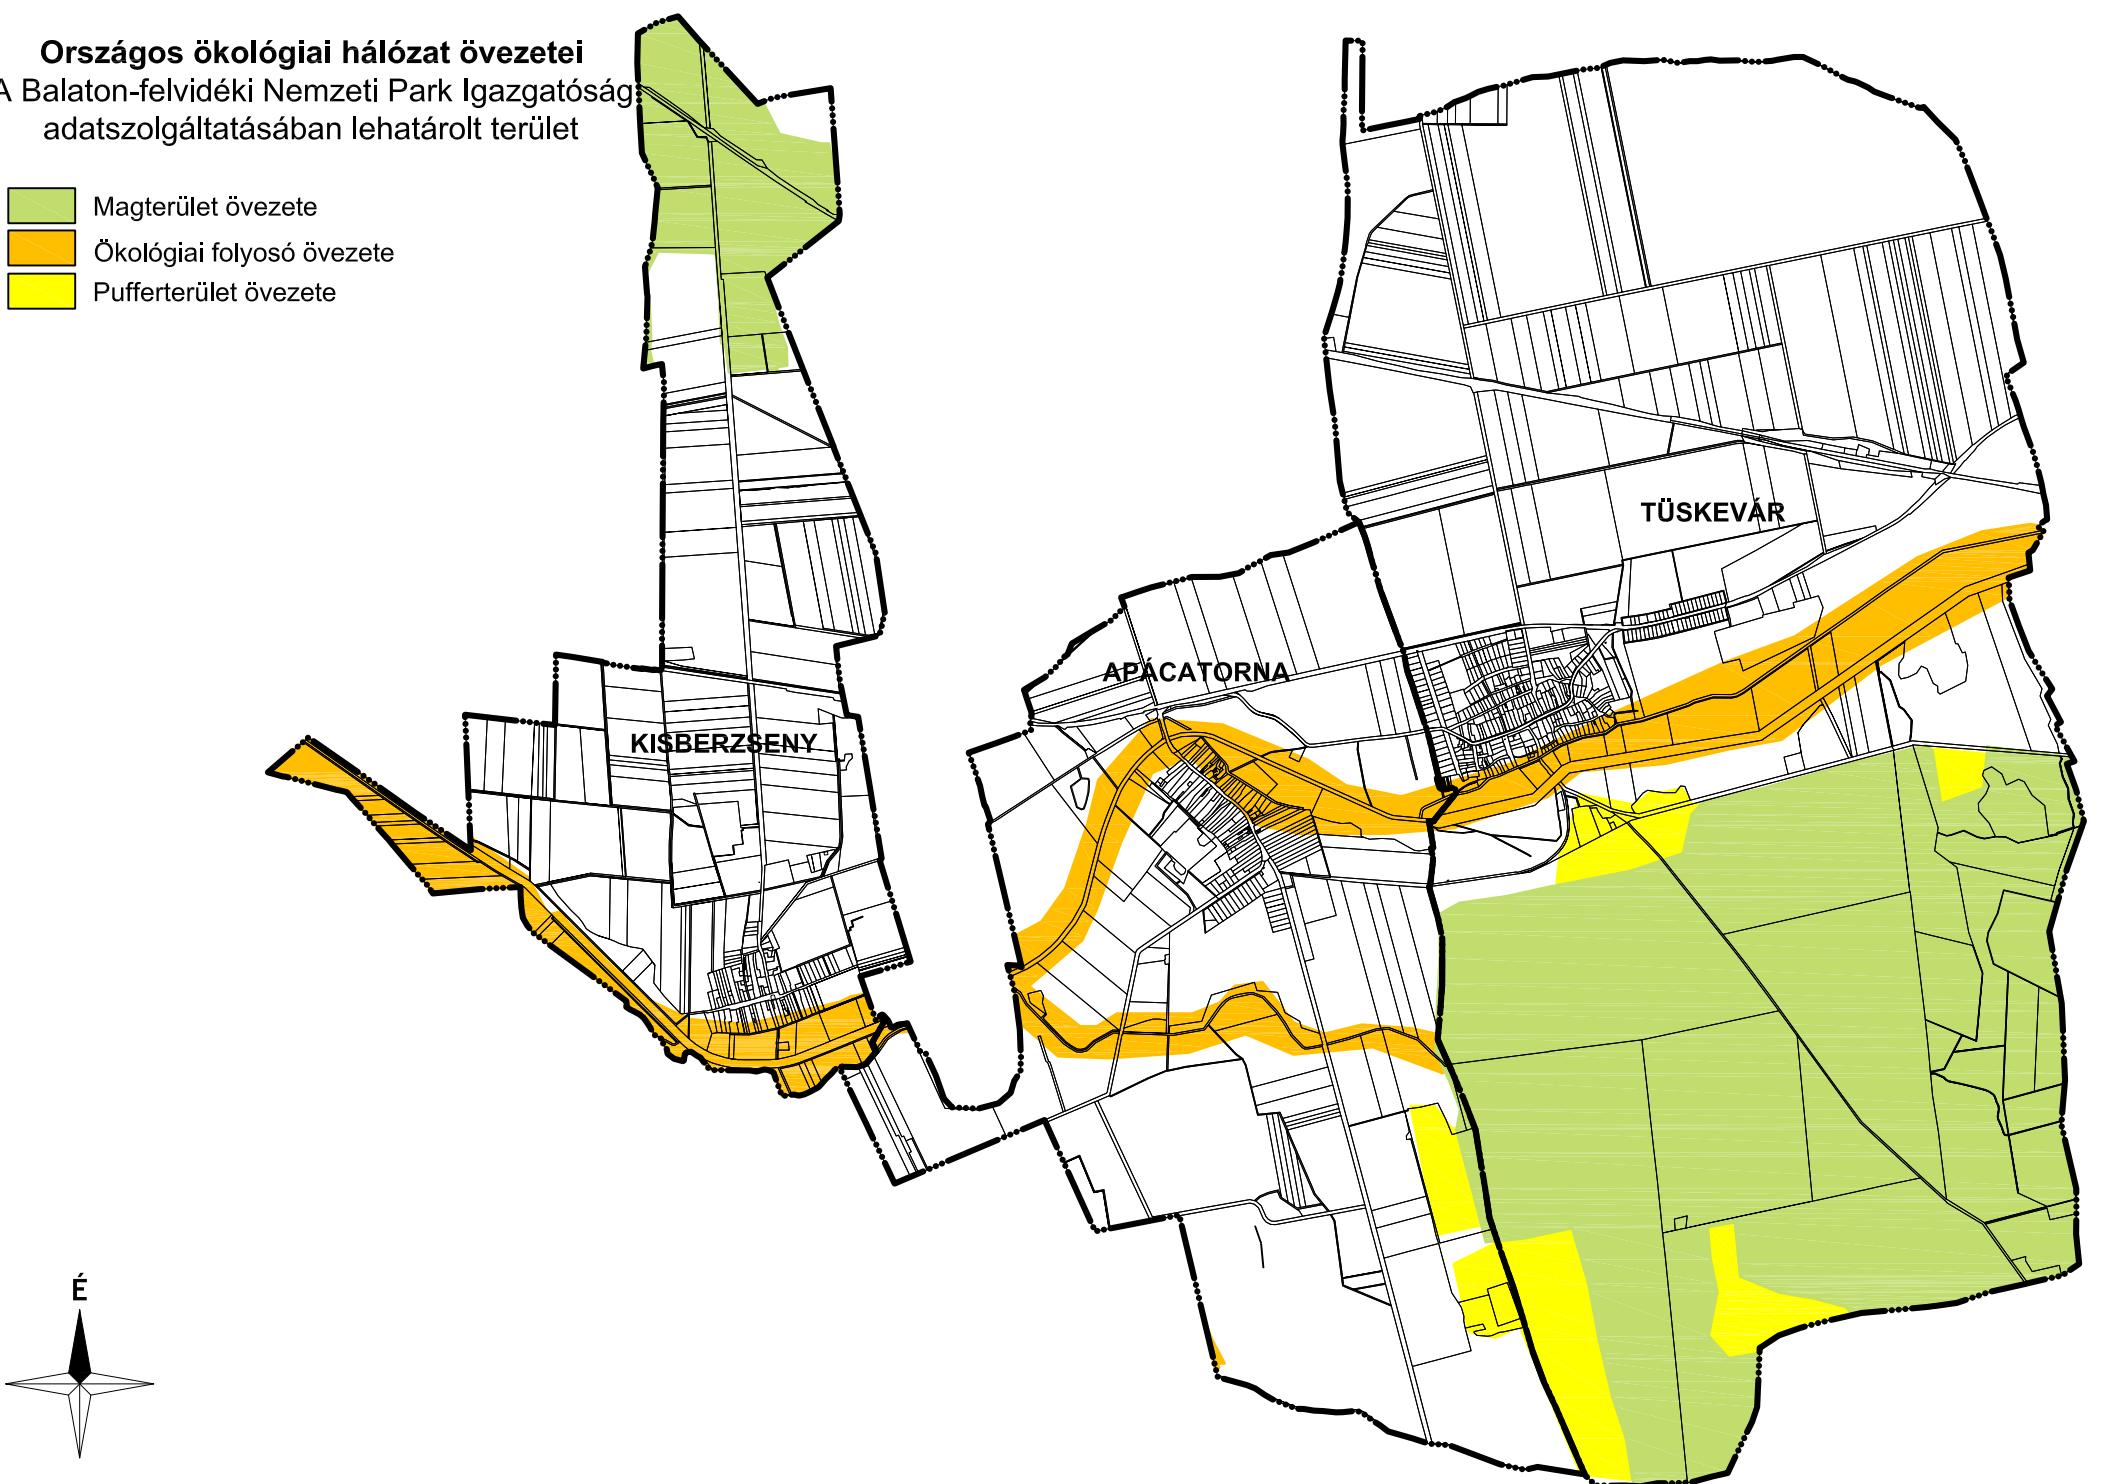 Országos ökológiai hálózat övezetei
A Balaton-felvidéki Nemzeti Park Igazgatóság
adatszolgáltatásában lehatárolt terület
Magterület övezete
Ökológiai folyosó övezete
Pufferterület övezete
TÜSKEVÁR
APÁCATORNA
KISBERZSENY
É